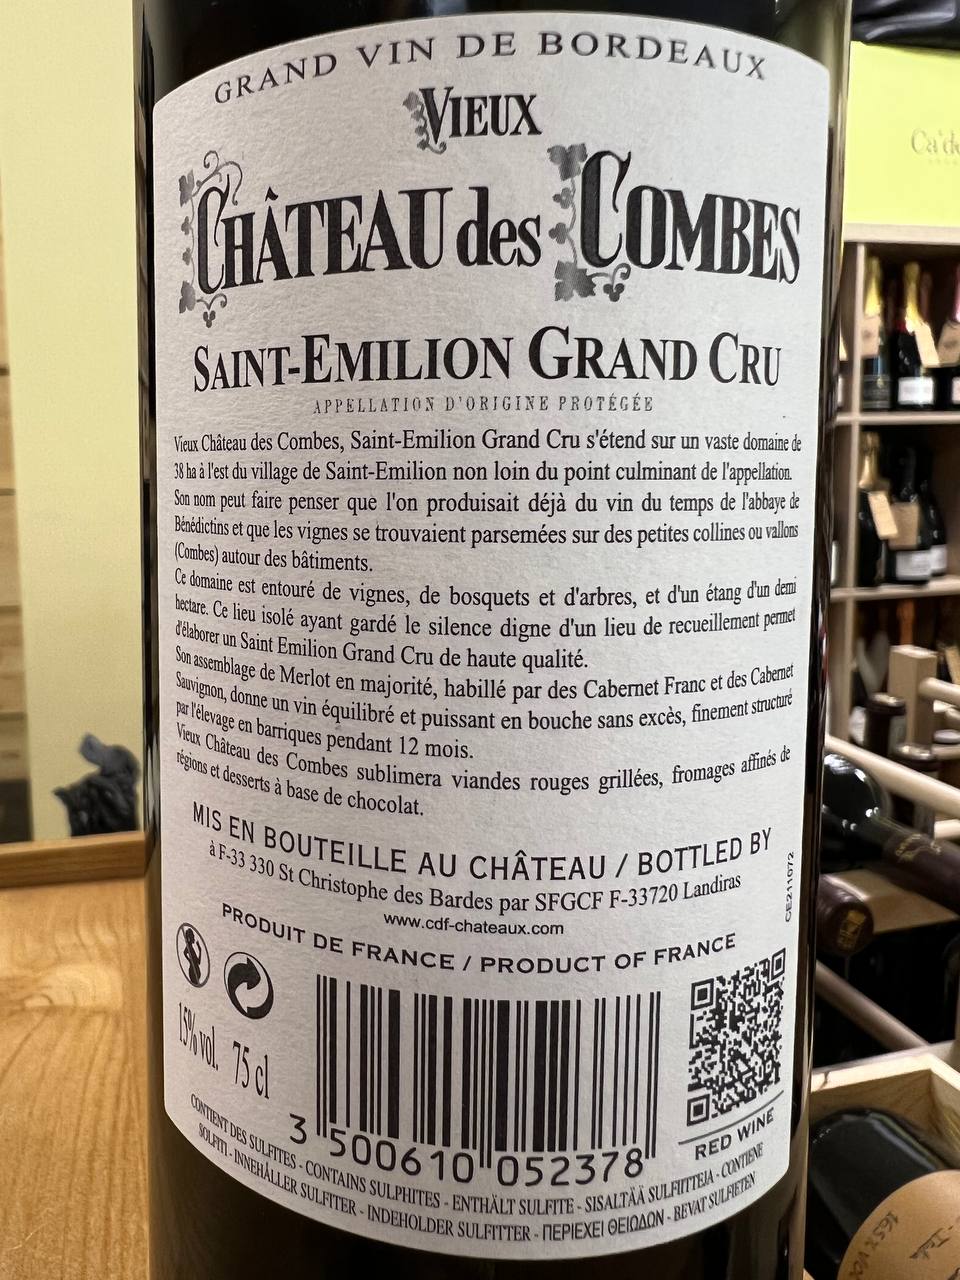 GRAND VIN DE BORDEAUX
VIEUX
CHÂTEAU des COMBES
SAINT-EMILION GRAND CRU
APPELLATION D'ORIGINE PROTÉGÉE
Vieux Château des Combes, Saint-Emilion Grand Cru s'étend sur un vaste domaine de
38 ha à l'est du village de Saint-Emilion non loin du point culminant de l'appellation.
Son nom peut faire penser que l'on produisait déjà du vin du temps de l'abbaye de
Bénédictins et que les vignes se trouvaient parsemées sur des petites collines ou vallons
(Combes) autour des bâtiments.
Ce domaine est entouré de vignes, de bosquets et d'arbres, et d'un étang d'un demi
hectare. Ce lieu isolé ayant gardé le silence digne d'un lieu de recueillement permet
d'élaborer un Saint Emilion Grand Cru de haute qualité.
Son assemblage de Merlot en majorité, habillé par des Cabernet Franc et des Cabernet
Sauvignon, donne un vin équilibré et puissant en bouche sans excès, finement structuré
par l'élevage en barriques pendant 12 mois.
Vieux Château des Combes sublimera viandes rouges grillées, fromages affinés de
régions et desserts à base de chocolat.
MIS EN BOUTEILLE AU CHÂTEAU / BOTTLED BY
à F-33 330 St Christophe des Bardes par SFGCF F-33720 Landiras
www.cdf-chateaux.com
CE211072
PRODUIT DE FRANCE / PRODUCT OF FRANCE
15% vol. 75 cl
3 500610 052378
RED WINE
CONTIENT DES SULFITES - CONTAINS SULPHITES - ENTHÄLT SULFITE - SISALTÄÄ SULFIITTEJA - CONTIENE
SOLFITI - INNEHÅLLER SULFITER - INDEHOLDER SULFITTER - ΠΕΡΙΕΧΕΙ ΘΕΙΩΔΩΝ - BEVAT SULFIETEN
Ca'de